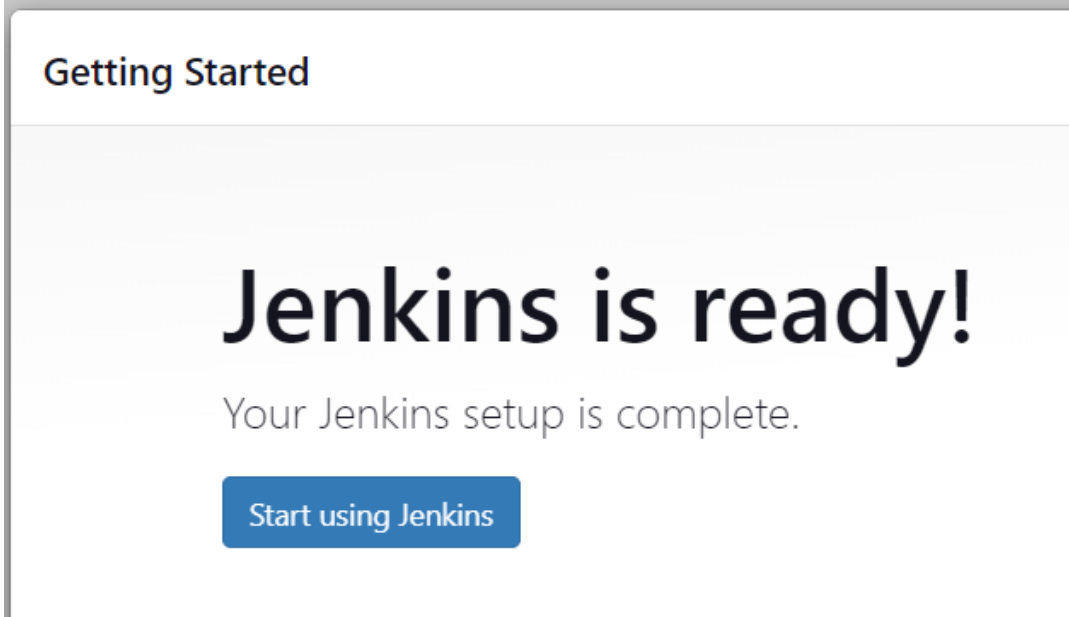 Getting Started
Jenkins is ready!
Your Jenkins setup is complete.
Start using Jenkins